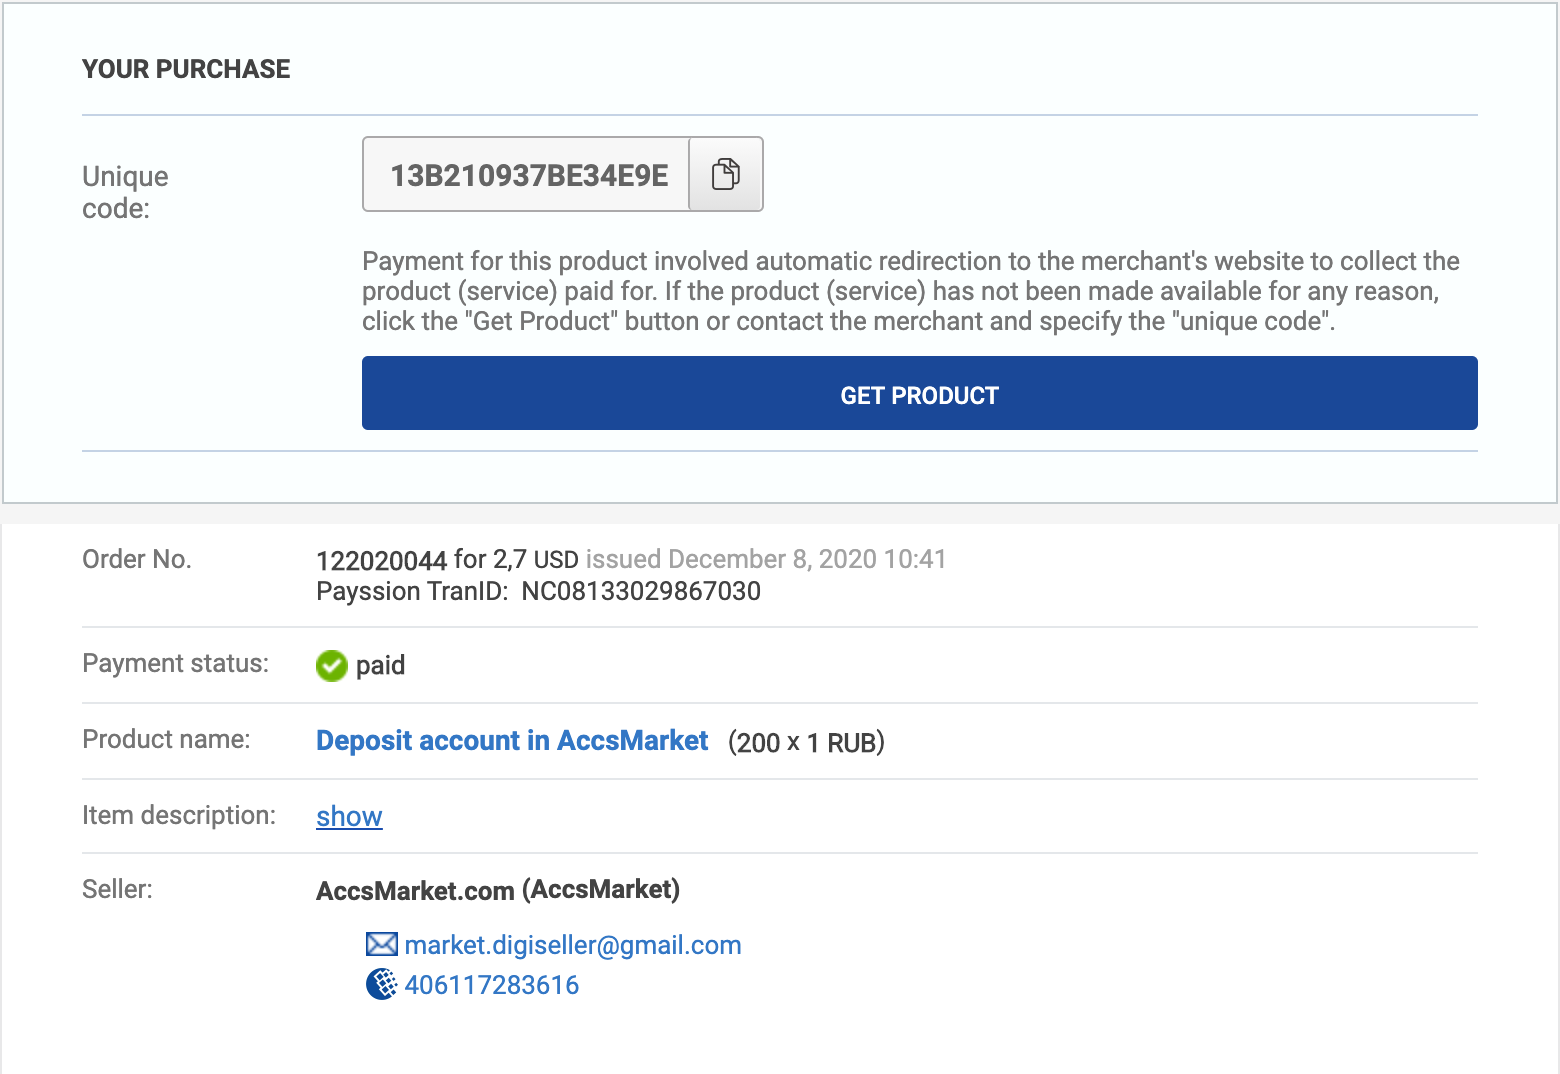 YOUR PURCHASE
Unique
code:
13B210937BE34E9E
Payment for this product involved automatic redirection to the merchant's website to collect the
product (service) paid for. If the product (service) has not been made available for any reason,
click the "Get Product" button or contact the merchant and specify the "unique code".
GET PRODUCT
Order No.
122020044 for 2,7 USD issued December 8, 2020 10:41
Payssion TranID: NC08133029867030
Payment status:
paid
Product name:
Deposit account in AccsMarket (200 x 1 RUB)
Item description:
show
Seller:
AccsMarket.com (AccsMarket)
market.digiseller@gmail.com
406117283616